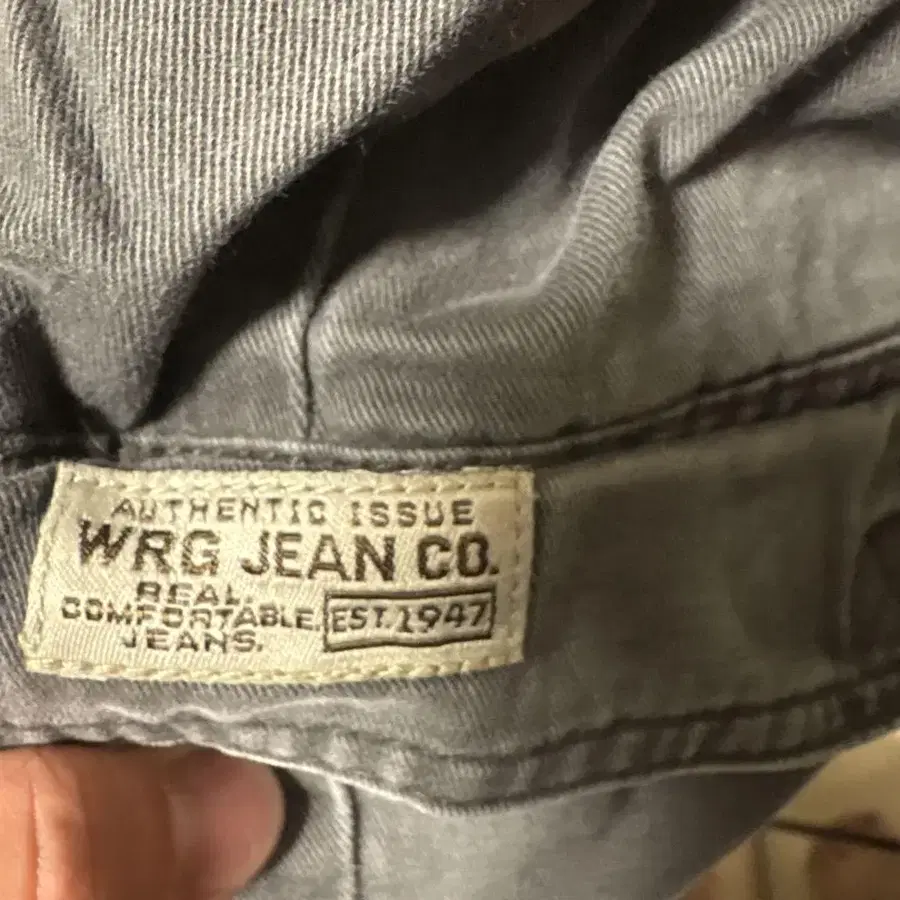 AUTHENTIC ISSUE
WRG JEAN CO.
REAL.
COMFORTABLE.
JEANS.
EST. 1947